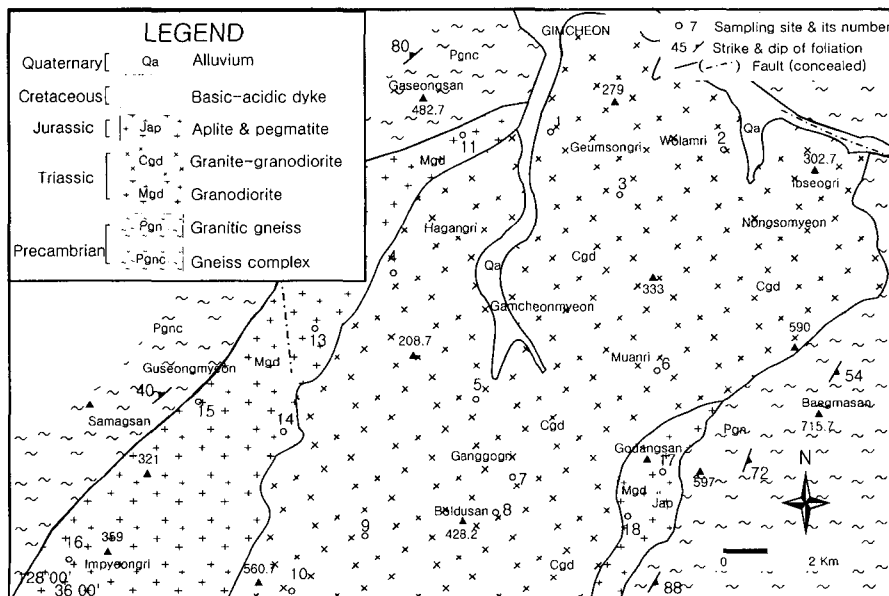 LEGEND
Quaternary Qa Alluvium
Cretaceous Basic-acidic dyke
Jurassic Jap Aplite & pegmatite
Triassic Cgd Granite-granodiorite
Mgd Granodiorite
Precambrian Pgn Granitic gneiss
Pgnc Gneiss complex
7 Sampling site & its number
45 Strike & dip of foliation
Fault (concealed)
80
Pgnc
GIMCHEON
Gaseongsan
482.7
279
11
1
Mgd
Geumsongri
Wolamri
2
Qa
302.7
Ibseogri
3
Hagangri
Nongsomyeon
4
Qa
Cgd
Cgd
Gamcheonmyeon
333
Pgnc
13
590
Guseongmyeon
Mgd
208.7
Muanri
6
40
15
5
54
Baegmasan
715.7
Samagsan
14
Cgd
Pgn
321
Ganggogri
Godangsan
17
597
72
N
7
Mgd
Jap
8
Baldusan
428.2
9
18
359
16
Impyeongri
128°00'
36°00'
560.7
10
Cgd
88
0 2 Km